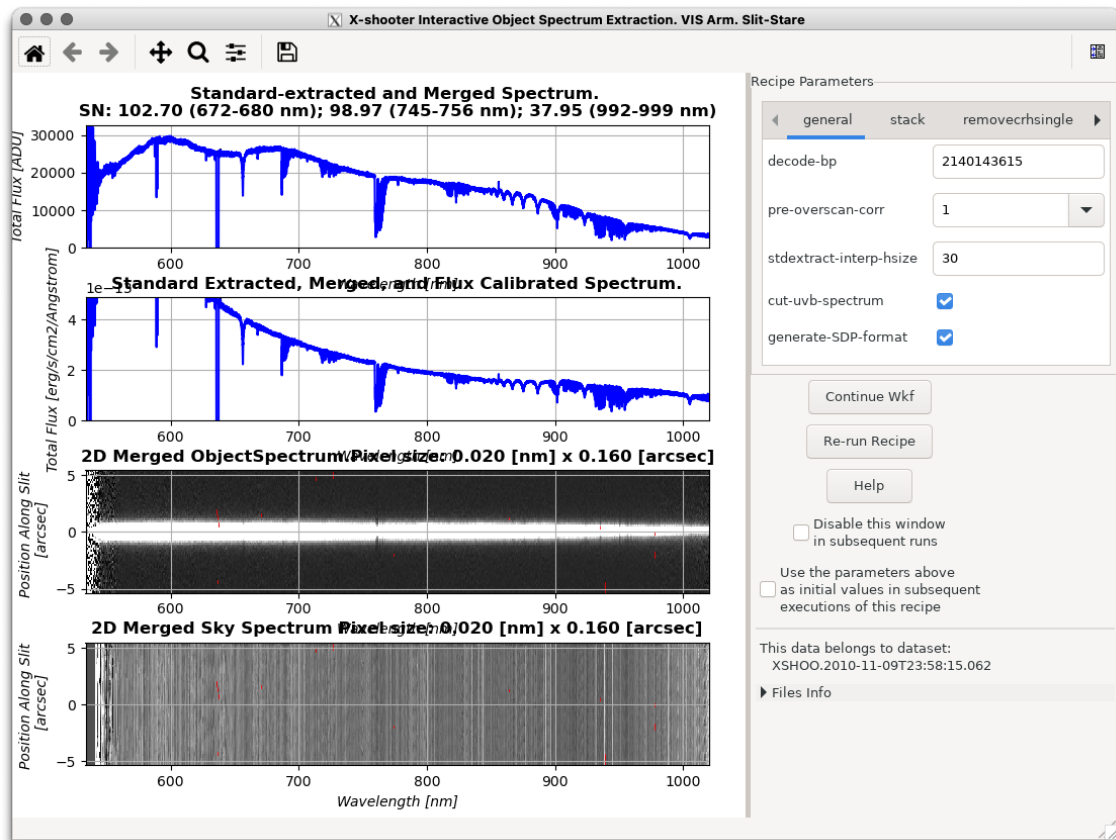 X-shooter Interactive Object Spectrum Extraction. VIS Arm. Slit-Stare
Standard-extracted and Merged Spectrum.
SN: 102.70 (672-680 nm); 98.97 (745-756 nm); 37.95 (992-999 nm)
Total Flux [ADU]
30000
20000
10000
0
600 700 800 900 1000
Wavelength [nm]
Standard Extracted, Merged, and Flux Calibrated Spectrum.
Total Flux [erg/s/cm2/Angstrom]
4
2
0
600 700 800 900 1000
Wavelength [nm]
2D Merged ObjectSpectrum Pixel size: 0.020 [nm] x 0.160 [arcsec]
Position Along Slit
[arcsec]
5
0
−5
600 700 800 900 1000
Wavelength [nm]
2D Merged Sky Spectrum Pixel size: 0.020 [nm] x 0.160 [arcsec]
Position Along Slit
[arcsec]
5
0
−5
600 700 800 900 1000
Wavelength [nm]
Recipe Parameters
general stack removecrhsingle
decode-bp 2140143615
pre-overscan-corr 1
stdextract-interp-hsize 30
cut-uvb-spectrum
generate-SDP-format
Continue Wkf
Re-run Recipe
Help
Disable this window
in subsequent runs
Use the parameters above
as initial values in subsequent
executions of this recipe
This data belongs to dataset:
XSHOO.2010-11-09T23:58:15.062
Files Info